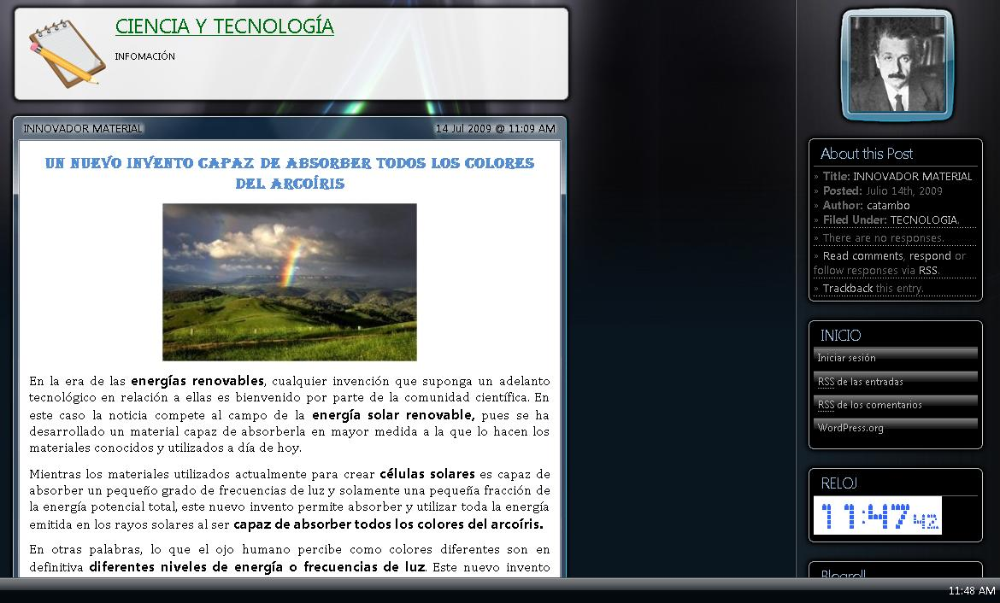 CIENCIA Y TECNOLOGÍA
INFOMACIÓN
INNOVADOR MATERIAL
14 Jul 2009 @ 11:09 AM
UN NUEVO INVENTO CAPAZ DE ABSORBER TODOS LOS COLORES
DEL ARCOÍRIS
En la era de las energías renovables, cualquier invención que suponga un adelanto
tecnológico en relación a ellas es bienvenido por parte de la comunidad científica. En
este caso la noticia compete al campo de la energía solar renovable, pues se ha
desarrollado un material capaz de absorberla en mayor medida a la que lo hacen los
materiales conocidos y utilizados a día de hoy.
Mientras los materiales utilizados actualmente para crear células solares es capaz de
absorber un pequeño grado de frecuencias de luz y solamente una pequeña fracción de
la energía potencial total, este nuevo invento permite absorber y utilizar toda la energía
emitida en los rayos solares al ser capaz de absorber todos los colores del arcoíris.
En otras palabras, lo que el ojo humano percibe como colores diferentes son en
definitiva diferentes niveles de energía o frecuencias de luz. Este nuevo invento
About this Post
» Title: INNOVADOR MATERIAL
» Posted: Julio 14th, 2009
» Author: catambo
» Filed Under: TECNOLOGIA.
» There are no responses.
» Read comments, respond or
follow responses via RSS.
» Trackback this entry.
INICIO
Iniciar sesión
RSS de las entradas
RSS de los comentarios
WordPress.org
RELOJ
11:47 42
Blogroll
11:48 AM